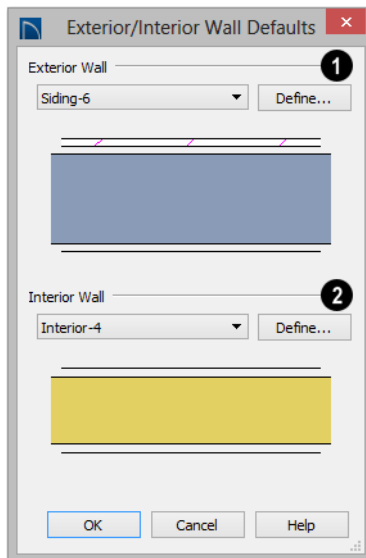 Exterior/Interior Wall Defaults
Exterior Wall 1
Siding-6 Define...
Interior Wall 2
Interior-4 Define...
OK Cancel Help